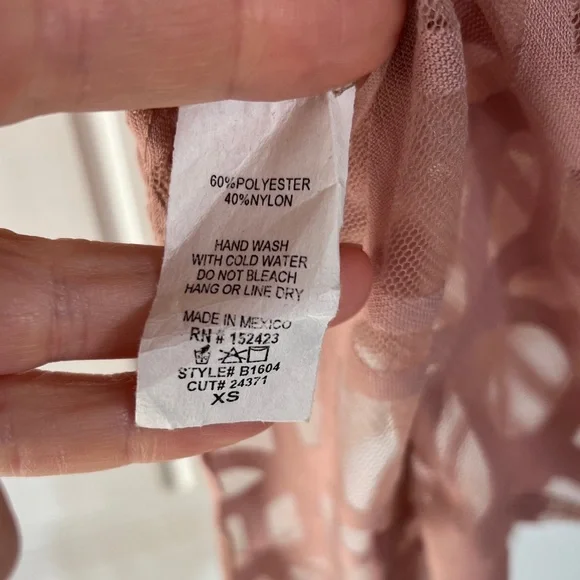 60%POLYESTER
40%NYLON
HAND WASH
WITH COLD WATER
DO NOT BLEACH
HANG OR LINE DRY
MADE IN MEXICO
RN # 152423
STYLE# B1604
CUT# 24371
XS